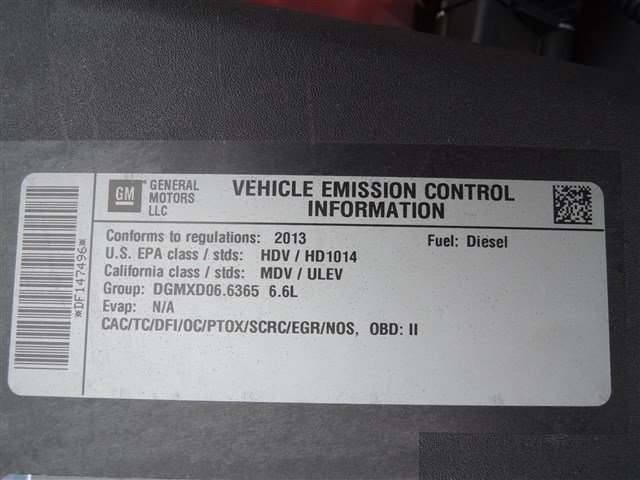 GM
GENERAL
MOTORS
LLC
VEHICLE EMISSION CONTROL
INFORMATION
Conforms to regulations: 2013 Fuel: Diesel
U.S. EPA class / stds: HDV / HD1014
California class / stds: MDV / ULEV
Group: DGMXD06.6365 6.6L
Evap: N/A
CAC/TC/DFI/OC/PTOX/SCRC/EGR/NOS, OBD: II
*DF147496*